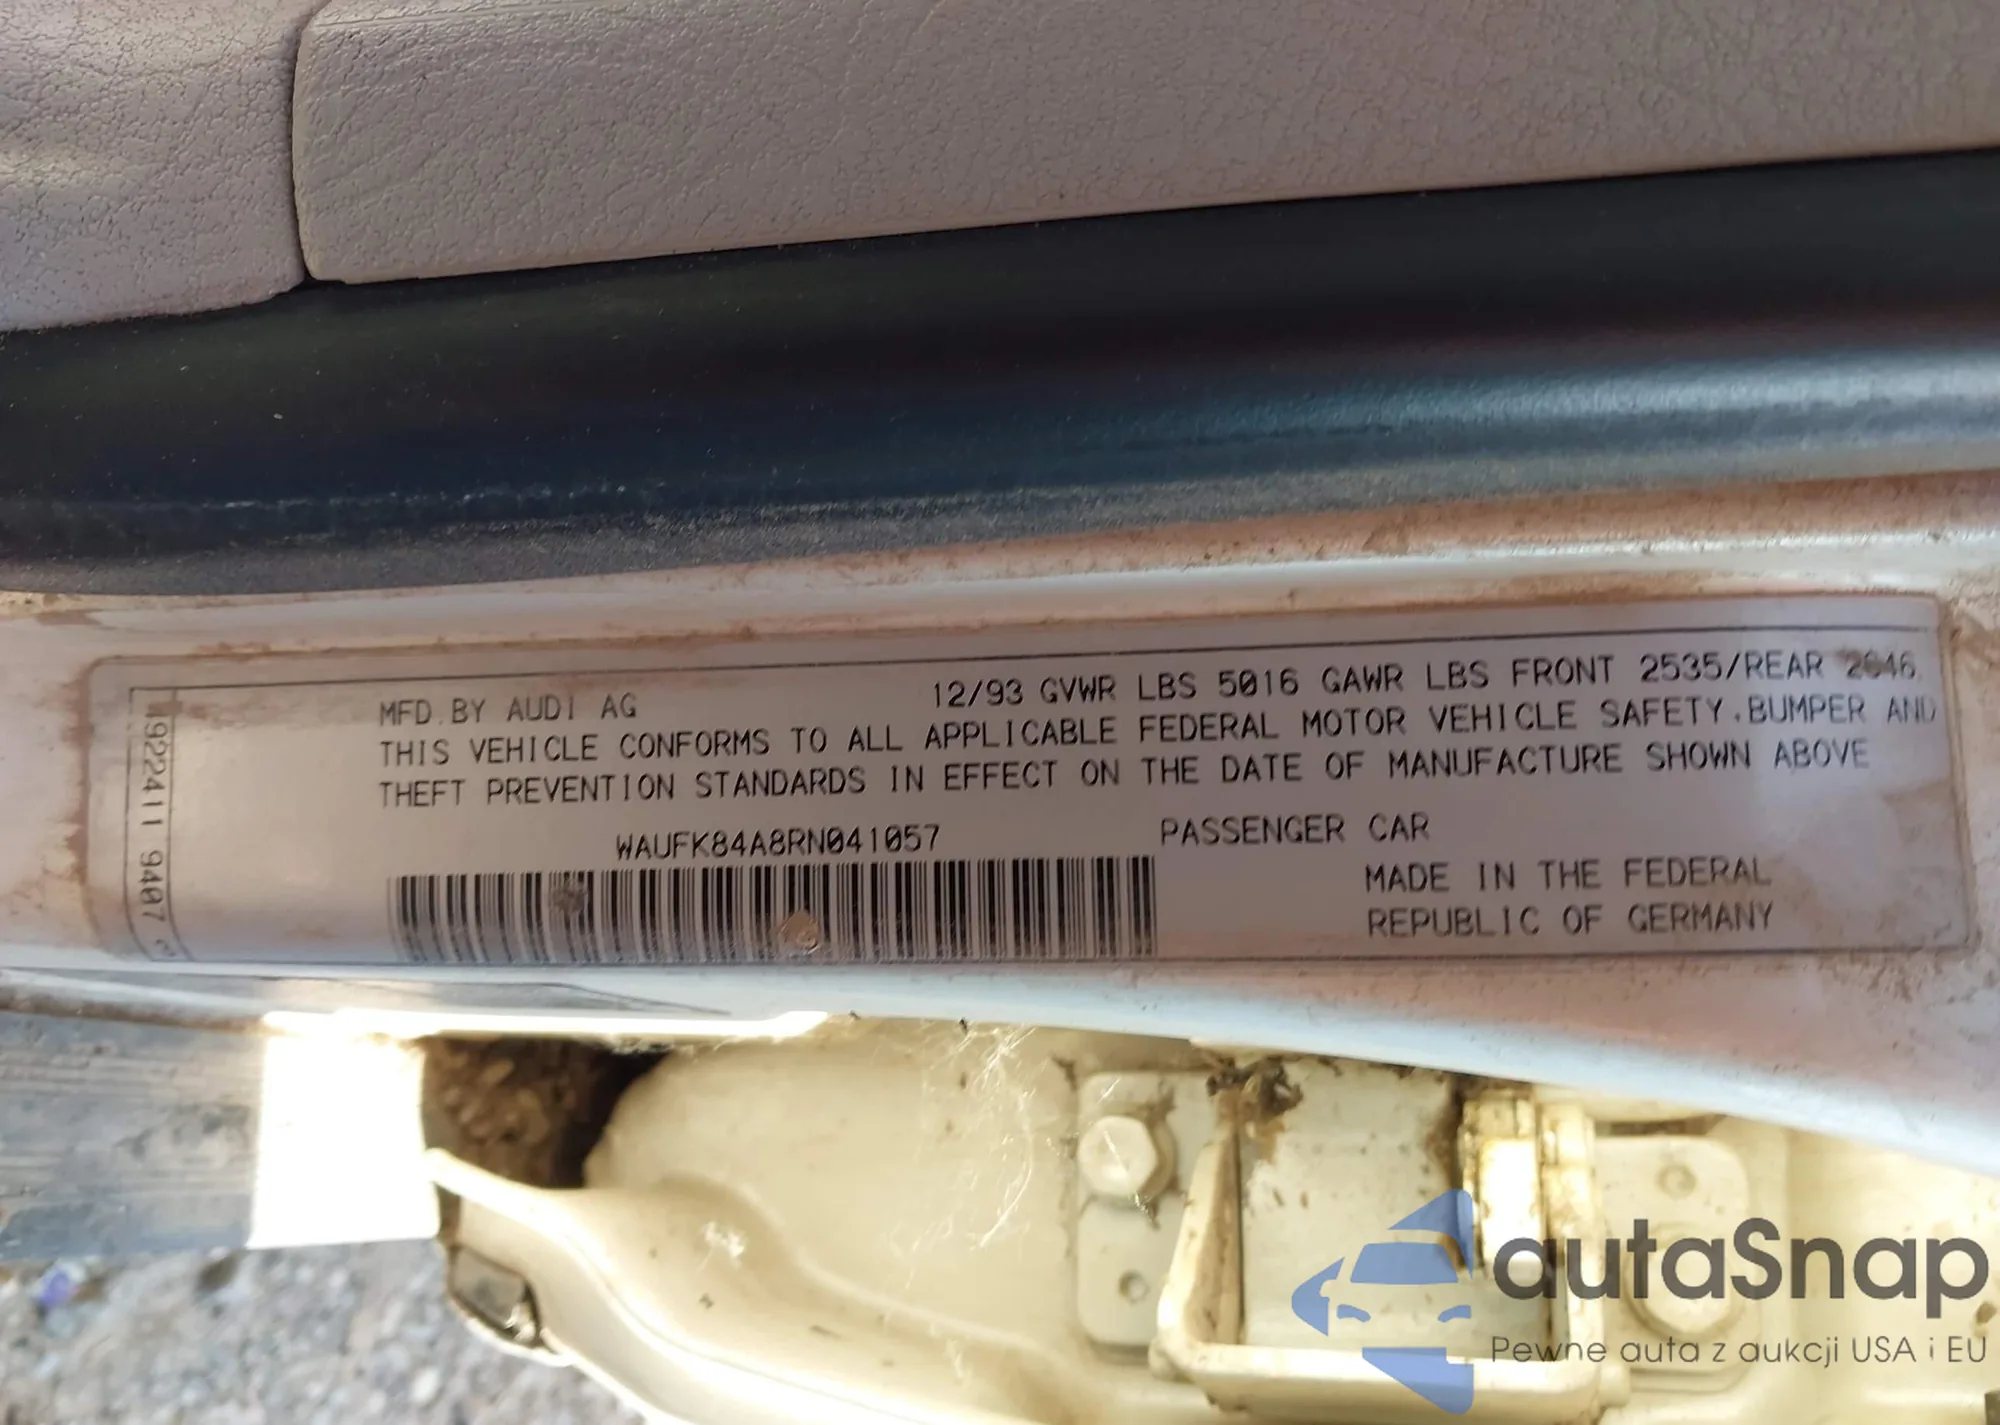 MFD.BY AUDI AG 12/93 GVWR LBS 5016 GAWR LBS FRONT 2535/REAR 2646.
THIS VEHICLE CONFORMS TO ALL APPLICABLE FEDERAL MOTOR VEHICLE SAFETY,BUMPER AND
THEFT PREVENTION STANDARDS IN EFFECT ON THE DATE OF MANUFACTURE SHOWN ABOVE
WAUFK84A8RN041057 PASSENGER CAR
MADE IN THE FEDERAL
REPUBLIC OF GERMANY
4922411 9407
autaSnap
Pewne auta z aukcji USA i EU